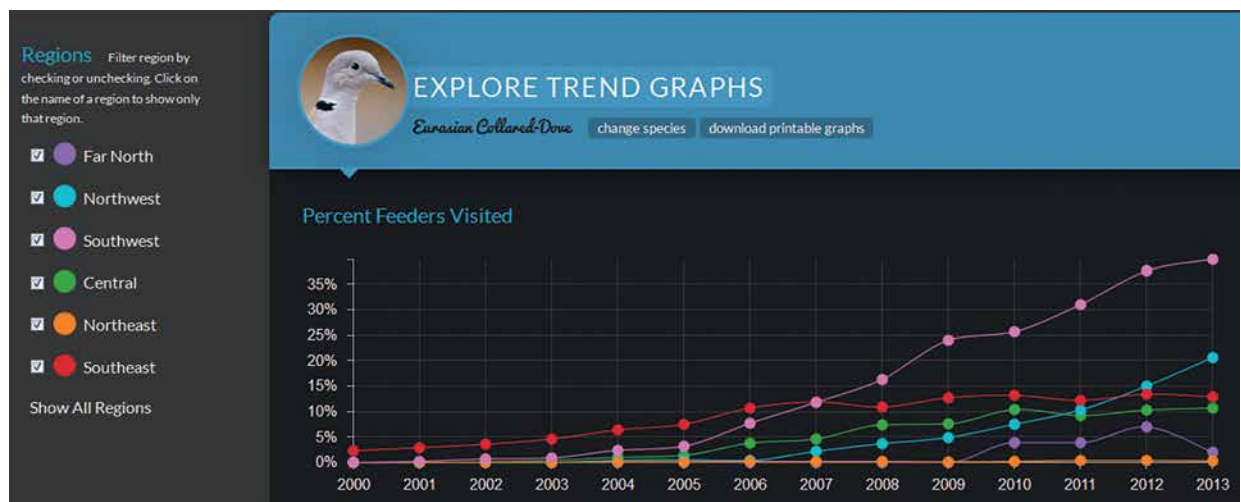 Regions Filter region by
checking or unchecking. Click on
the name of a region to show only
that region.
Far North
Northwest
Southwest
Central
Northeast
Southeast
Show All Regions
EXPLORE TREND GRAPHS
Eurasian Collared-Dove change species download printable graphs
Percent Feeders Visited
35%
30%
25%
20%
15%
10%
5%
0%
2000 2001 2002 2003 2004 2005 2006 2007 2008 2009 2010 2011 2012 2013